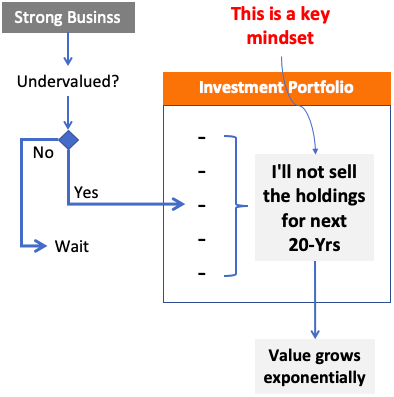 Strong Businss
This is a key
mindset
Undervalued?
Investment Portfolio
No
Yes
Wait
-
-
-
-
-
I'll not sell
the holdings
for next
20-Yrs
Value grows
exponentially